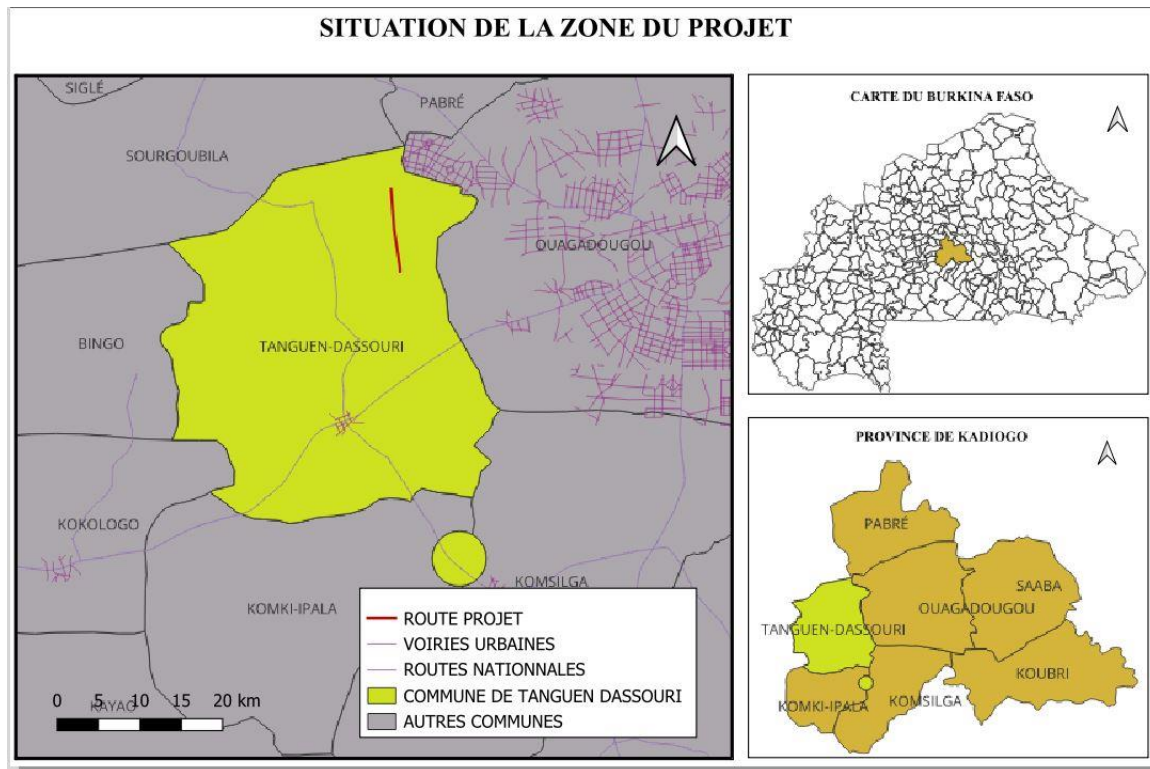 SITUATION DE LA ZONE DU PROJET
SIGLÉ
PABRÉ
SOURGOUBILA
OUAGADOUGOU
BINGO
TANGUEN-DASSOURI
KOKOLOGO
KOMSILGA
KOMKI-IPALA
KAYAO
ROUTE PROJET
VOIRIES URBAINES
ROUTES NATIONNALES
COMMUNE DE TANGUEN DASSOURI
AUTRES COMMUNES
0 5 10 15 20 km
CARTE DU BURKINA FASO
PROVINCE DE KADIOGO
PABRÉ
SAABA
OUAGADOUGOU
TANGUEN-DASSOURI
KOUBRI
KOMSILGA
KOMKI-IPALA